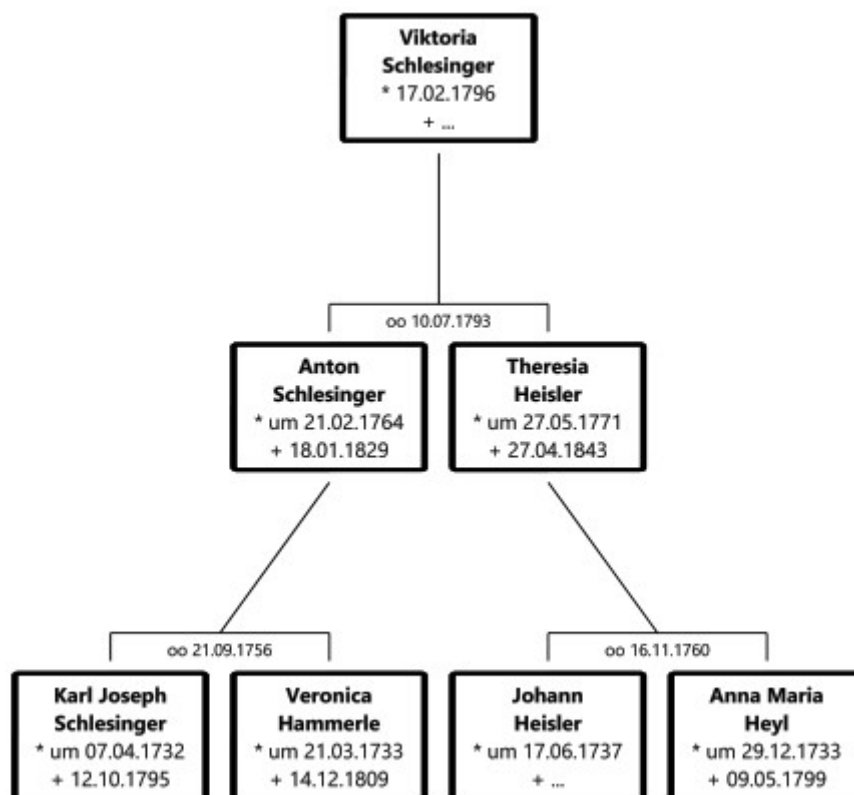 Viktoria
Schlesinger
* 17.02.1796
+ ...
oo 10.07.1793
Anton
Schlesinger
* um 21.02.1764
+ 18.01.1829
Theresia
Heisler
* um 27.05.1771
+ 27.04.1843
oo 21.09.1756
oo 16.11.1760
Karl Joseph
Schlesinger
* um 07.04.1732
+ 12.10.1795
Veronica
Hammerle
* um 21.03.1733
+ 14.12.1809
Johann
Heisler
* um 17.06.1737
+ ...
Anna Maria
Heyl
* um 29.12.1733
+ 09.05.1799